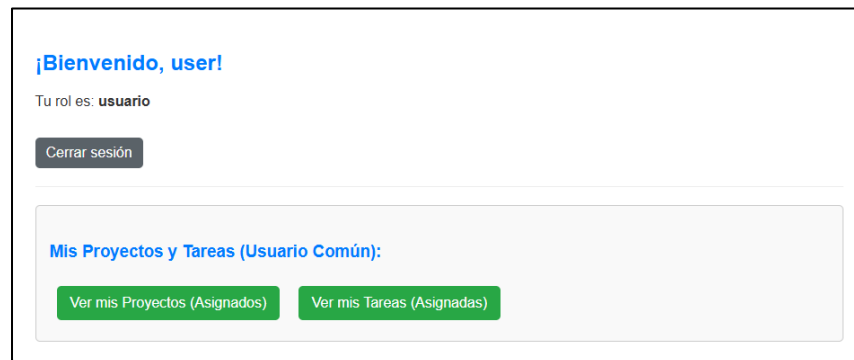 ¡Bienvenido, user!
Tu rol es: usuario
Cerrar sesión
Mis Proyectos y Tareas (Usuario Común):
Ver mis Proyectos (Asignados) Ver mis Tareas (Asignadas)